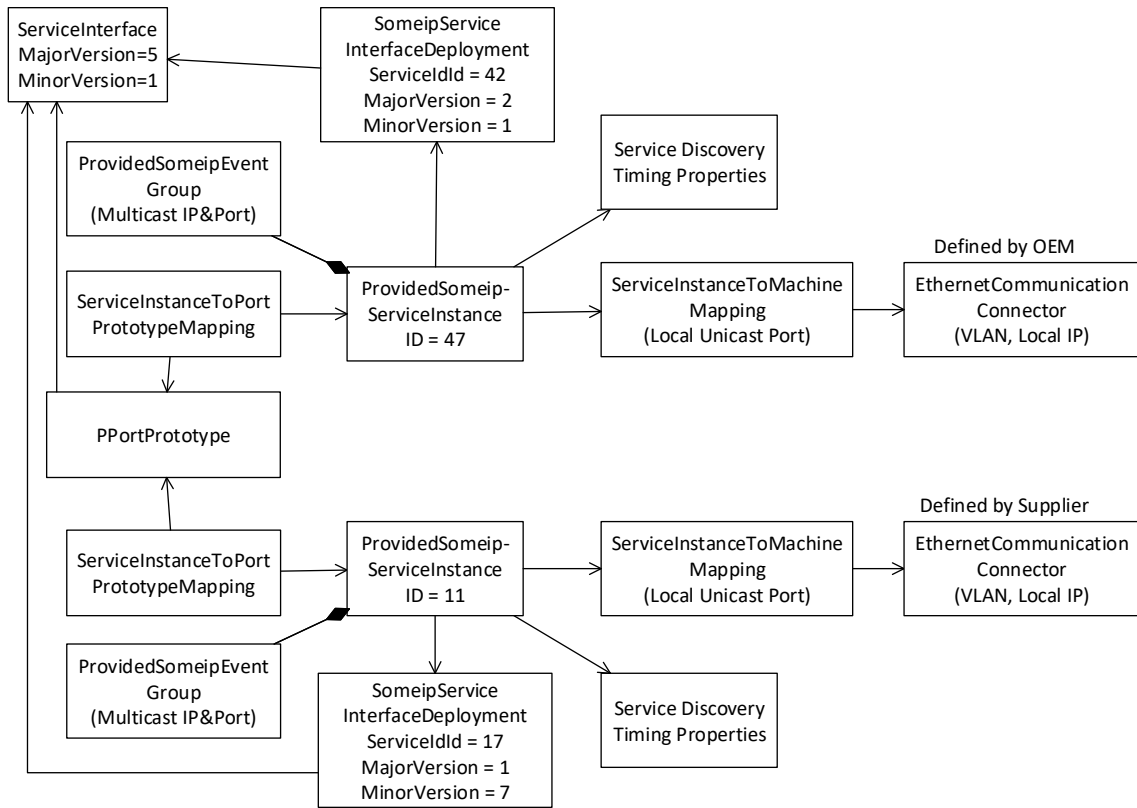 ServiceInterface
MajorVersion=5
MinorVersion=1
SomeipService
InterfaceDeployment
ServiceIdId = 42
MajorVersion = 2
MinorVersion = 1
ProvidedSomeipEvent
Group
(Multicast IP&Port)
Service Discovery
Timing Properties
ServiceInstanceToPort
PrototypeMapping
ProvidedSomeip-
ServiceInstance
ID = 47
ServiceInstanceToMachine
Mapping
(Local Unicast Port)
Defined by OEM
EthernetCommunication
Connector
(VLAN, Local IP)
PPortPrototype
ServiceInstanceToPort
PrototypeMapping
ProvidedSomeip-
ServiceInstance
ID = 11
ServiceInstanceToMachine
Mapping
(Local Unicast Port)
Defined by Supplier
EthernetCommunication
Connector
(VLAN, Local IP)
ProvidedSomeipEvent
Group
(Multicast IP&Port)
SomeipService
InterfaceDeployment
ServiceIdId = 17
MajorVersion = 1
MinorVersion = 7
Service Discovery
Timing Properties